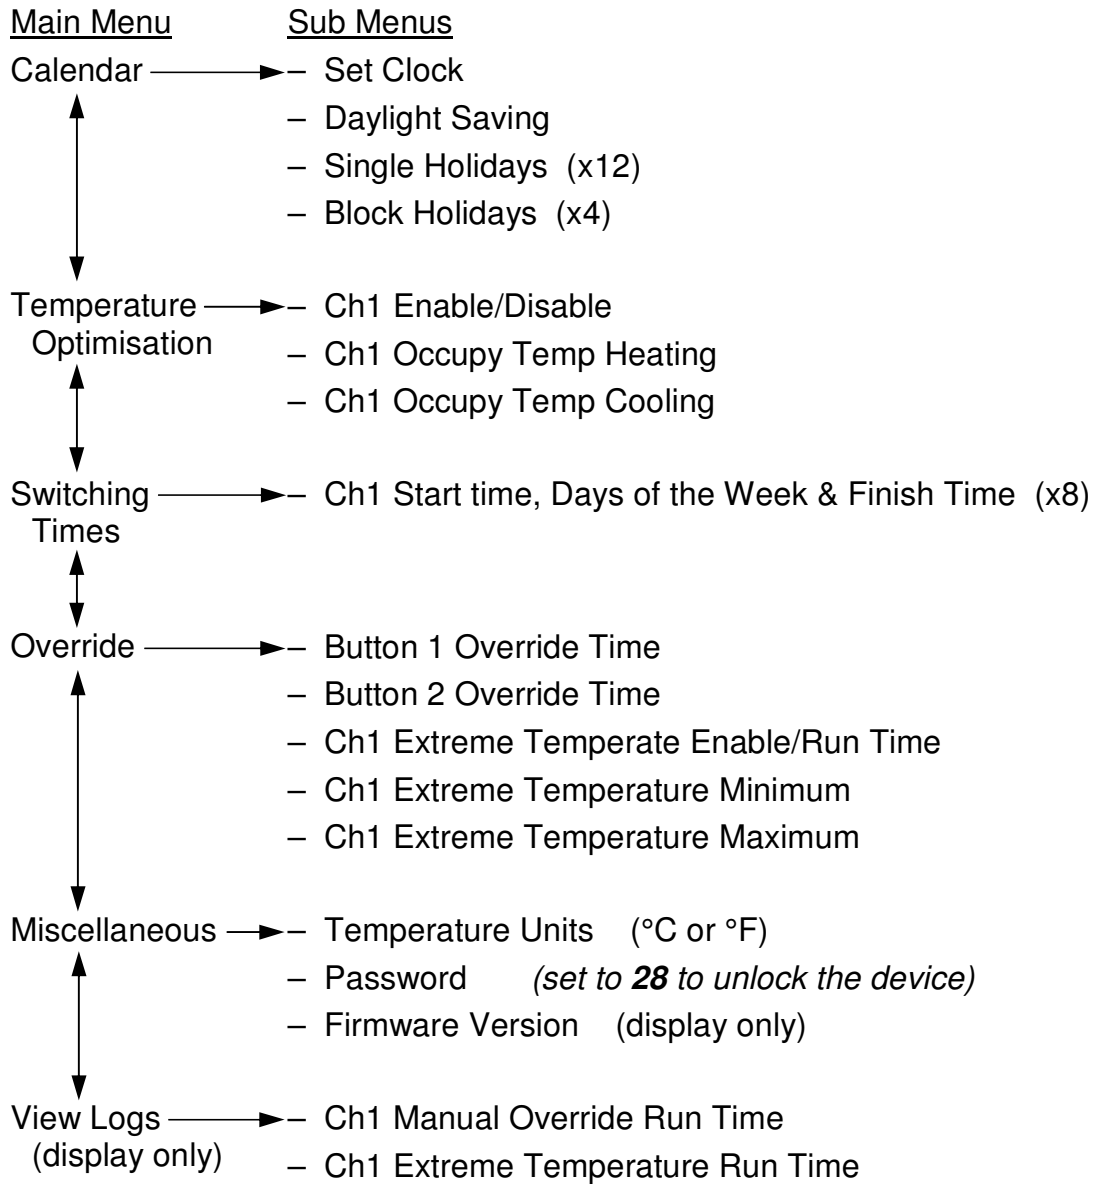 Main Menu Sub Menus
Calendar – Set Clock
– Daylight Saving
– Single Holidays (x12)
– Block Holidays (x4)
Temperature – Ch1 Enable/Disable
Optimisation
– Ch1 Occupy Temp Heating
– Ch1 Occupy Temp Cooling
Switching – Ch1 Start time, Days of the Week & Finish Time (x8)
Times
Override – Button 1 Override Time
– Button 2 Override Time
– Ch1 Extreme Temperate Enable/Run Time
– Ch1 Extreme Temperature Minimum
– Ch1 Extreme Temperature Maximum
Miscellaneous – Temperature Units (°C or °F)
– Password (set to 28 to unlock the device)
– Firmware Version (display only)
View Logs – Ch1 Manual Override Run Time
(display only)
– Ch1 Extreme Temperature Run Time